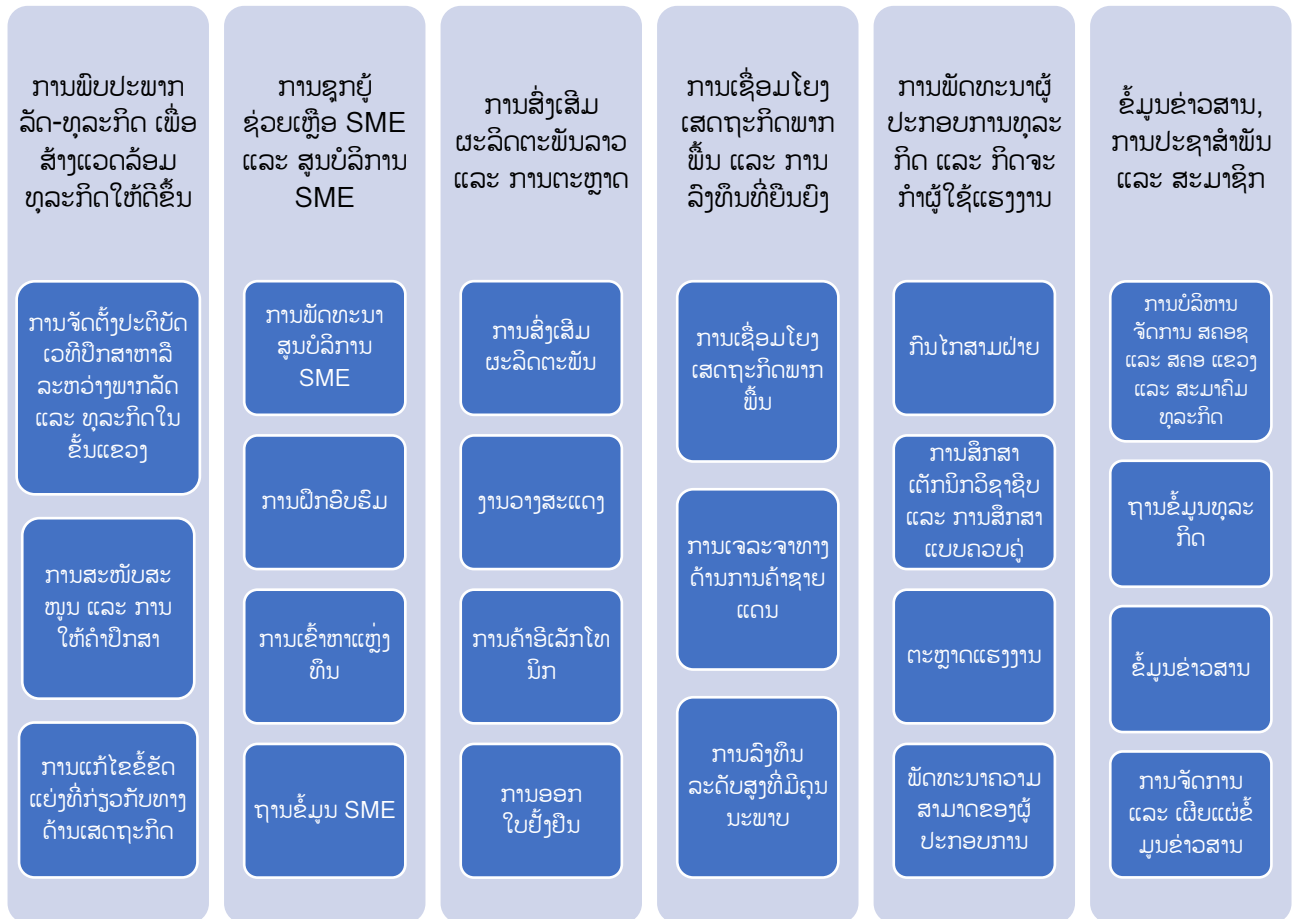 ການພົບປະພາກ
ລັດ-ທຸລະກິດ ເພື່ອ
ສ້າງແວດລ້ອມ
ທຸລະກິດໃຫ້ດີຂຶ້ນ
ການຈັດຕັ້ງປະຕິບັດ
ເວທີປຶກສາຫາລື
ລະຫວ່າງພາກລັດ
ແລະ ທຸລະກິດໃນ
ຂັ້ນແຂວງ
ການສະໜັບສະ
ໜູນ ແລະ ການ
ໃຫ້ຄຳປຶກສາ
ການແກ້ໄຂຂໍ້ຂັດ
ແຍ່ງທີ່ກ່ຽວກັບທາງ
ດ້ານເສດຖະກິດ
ການຊຸກຍູ້
ຊ່ວຍເຫຼືອ SME
ແລະ ສູນບໍລິການ
SME
ການພັດທະນາ
ສູນບໍລິການ
SME
ການຝຶກອົບຮົມ
ການເຂົ້າຫາແຫຼ່ງ
ທຶນ
ຖານຂໍ້ມູນ SME
ການສົ່ງເສີມ
ຜະລິດຕະພັນລາວ
ແລະ ການຕະຫຼາດ
ການສົ່ງເສີມ
ຜະລິດຕະພັນ
ງານວາງສະແດງ
ການຄ້າອີເລັກໂທ
ນິກ
ການອອກ
ໃບຢັ້ງຢືນ
ການເຊື່ອມໂຍງ
ເສດຖະກິດພາກ
ພື້ນ ແລະ ການ
ລົງທຶນທີ່ຍືນຍົງ
ການເຊື່ອມໂຍງ
ເສດຖະກິດພາກ
ພື້ນ
ການເຈລະຈາທາງ
ດ້ານການຄ້າຊາຍ
ແດນ
ການລົງທຶນ
ລະດັບສູງທີ່ມີຄຸນ
ນະພາບ
ການພັດທະນາຜູ້
ປະກອບການທຸລະ
ກິດ ແລະ ກິດຈະ
ກຳຜູ້ໃຊ້ແຮງງານ
ກົນໄກສາມຝ່າຍ
ການສຶກສາ
ເຕັກນິກວິຊາຊີບ
ແລະ ການສຶກສາ
ແບບຄວບຄູ່
ຕະຫຼາດແຮງງານ
ພັດທະນາຄວາມ
ສາມາດຂອງຜູ້
ປະກອບການ
ຂໍ້ມູນຂ່າວສານ,
ການປະຊາສຳພັນ
ແລະ ສະມາຊິກ
ການບໍລິຫານ
ຈັດການ ສຄອຊ
ແລະ ສຄອ ແຂວງ
ແລະ ສະມາຄົມ
ທຸລະກິດ
ຖານຂໍ້ມູນທຸລະ
ກິດ
ຂໍ້ມູນຂ່າວສານ
ການຈັດການ
ແລະ ເຜີຍແຜ່ຂໍ້
ມູນຂ່າວສານ